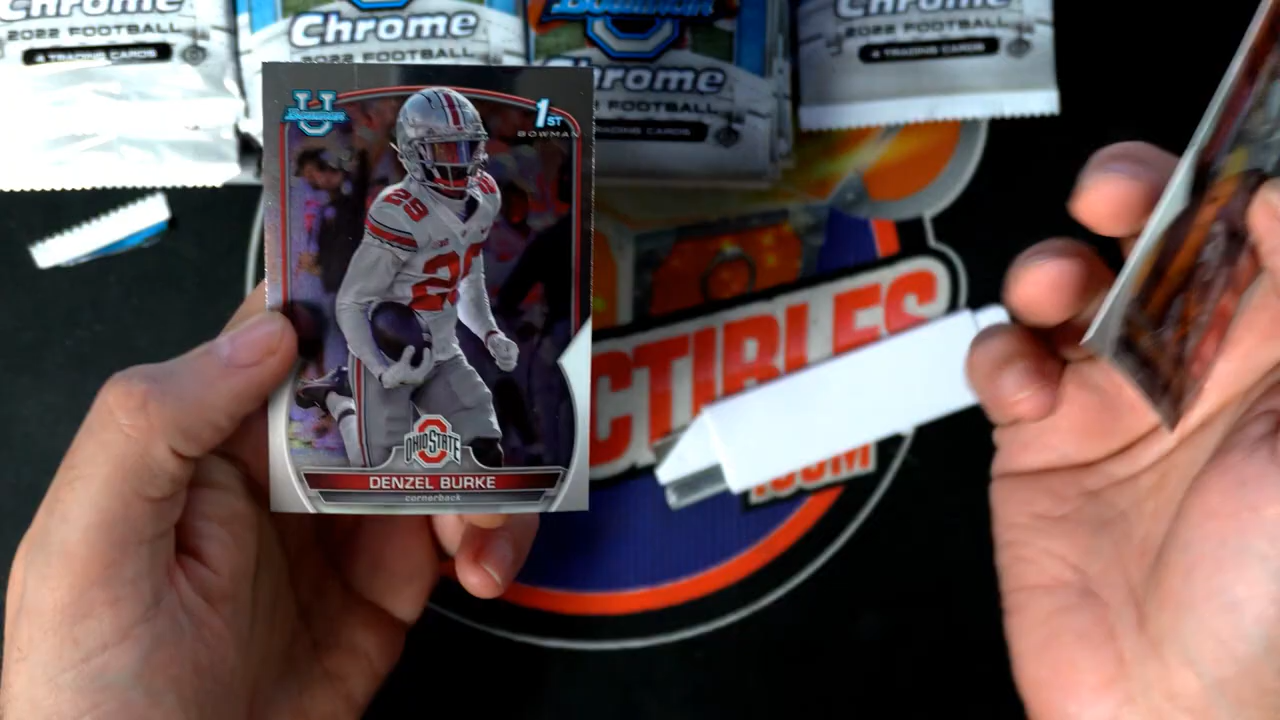 Chrome
2022 FOOTBALL
4 TRADING CARDS
Chrome
2022 FOOTBALL
Bowman
U
Chrome
FOOTBALL
TRADING CARDS
Chrome
2022 FOOTBALL
4 TRADING CARDS
U
Bowman
1ST
BOWMAN
29
29
OHIO STATE
DENZEL BURKE
cornerback
CTIBLES
.COM